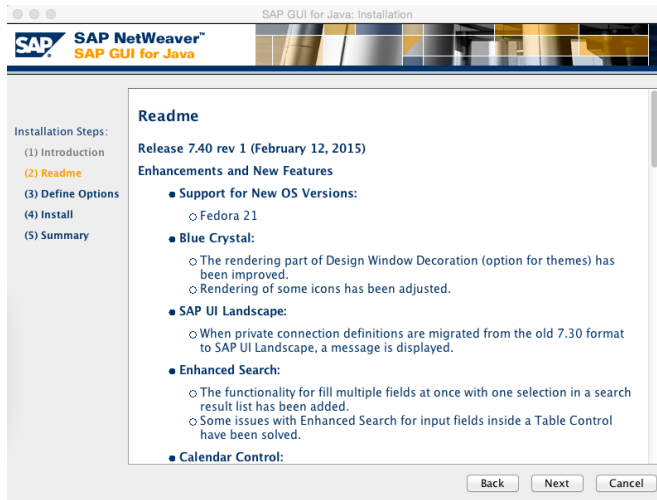 SAP GUI for Java: Installation
SAP
SAP NetWeaver™
SAP GUI for Java
Installation Steps:
(1) Introduction
(2) Readme
(3) Define Options
(4) Install
(5) Summary
Readme
Release 7.40 rev 1 (February 12, 2015)
Enhancements and New Features
Support for New OS Versions:
Fedora 21
Blue Crystal:
The rendering part of Design Window Decoration (option for themes) has
been improved.
Rendering of some icons has been adjusted.
SAP UI Landscape:
When private connection definitions are migrated from the old 7.30 format
to SAP UI Landscape, a message is displayed.
Enhanced Search:
The functionality for fill multiple fields at once with one selection in a search
result list has been added.
Some issues with Enhanced Search for input fields inside a Table Control
have been solved.
Calendar Control:
Back
Next
Cancel